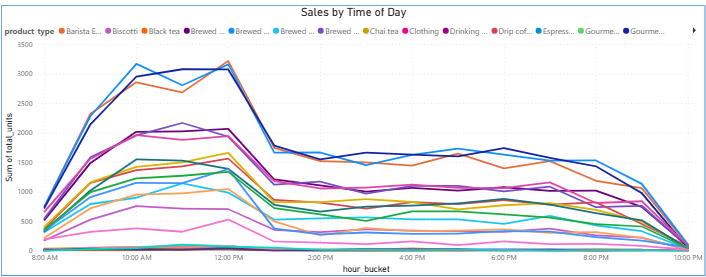 Sales by Time of Day
product_type Barista E... Biscotti Black tea Brewed ... Brewed ... Brewed ... Brewed ... Chai tea Clothing Drinking ... Drip cof... Espress... Gourme... Gourme...
3500
3000
2500
2000
1500
1000
500
0
Sum of total_units
8:00 AM 10:00 AM 12:00 PM 2:00 PM 4:00 PM 6:00 PM 8:00 PM 10:00 PM
hour_bucket